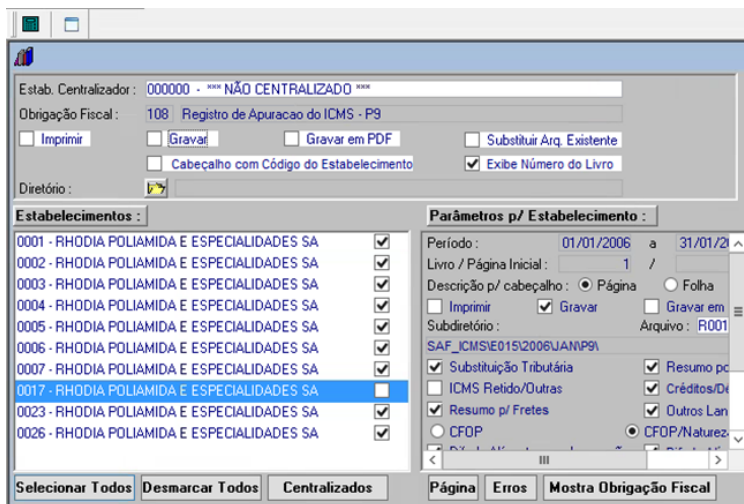 Estab. Centralizador : 000000 - *** NÃO CENTRALIZADO ***
Obrigação Fiscal : 108 Registro de Apuracao do ICMS - P9
Imprimir Gravar Gravar em PDF Substituir Arq. Existente
Cabeçalho com Código do Estabelecimento Exibe Número do Livro
Diretório :
Estabelecimentos :
0001 - RHODIA POLIAMIDA E ESPECIALIDADES SA
0002 - RHODIA POLIAMIDA E ESPECIALIDADES SA
0003 - RHODIA POLIAMIDA E ESPECIALIDADES SA
0004 - RHODIA POLIAMIDA E ESPECIALIDADES SA
0005 - RHODIA POLIAMIDA E ESPECIALIDADES SA
0006 - RHODIA POLIAMIDA E ESPECIALIDADES SA
0007 - RHODIA POLIAMIDA E ESPECIALIDADES SA
0017 - RHODIA POLIAMIDA E ESPECIALIDADES SA
0023 - RHODIA POLIAMIDA E ESPECIALIDADES SA
0026 - RHODIA POLIAMIDA E ESPECIALIDADES SA
Selecionar Todos Desmarcar Todos Centralizados
Parâmetros p/ Estabelecimento :
Período : 01/01/2006 a 31/01/20
Livro / Página Inicial : 1 /
Descrição p/ cabeçalho : Página Folha
Imprimir Gravar Gravar em
Subdiretório : Arquivo : R001
SAF_ICMS\E015\2006\JAN\P9\
Substituição Tributária Resumo po
ICMS Retido/Outras Créditos/Dé
Resumo p/ Fretes Outros Lan
CFOP CFOP/Naturez
Página Erros Mostra Obrigação Fiscal